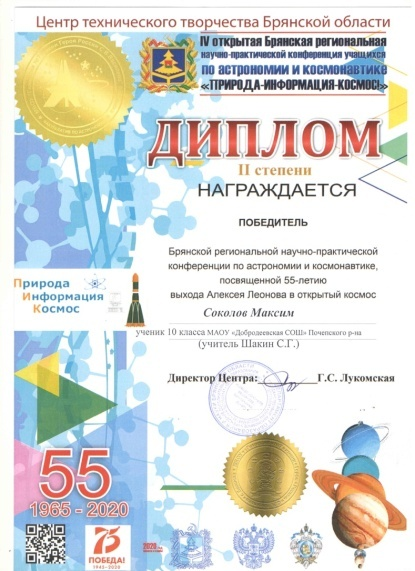 Центр технического творчества Брянской области
IV открытая Брянская региональная
научно-практической конференция учащихся
по астрономии и космонавтике
«ПРИРОДА-ИНФОРМАЦИЯ-КОСМОС!»
ДИПЛОМ
II степени
НАГРАЖДАЕТСЯ
ПОБЕДИТЕЛЬ
Брянской региональной научно-практической
конференции по астрономии и космонавтике,
посвященной 55-летию
выхода Алексея Леонова в открытый космос
Природа
Информация
Космос
Соколов Максим
ученик 10 класса МАОУ «Добродеевская СОШ» Почепского р-на
(учитель Шакин С.Г.)
Директор Центра: Г.С. Лукомская
55
1965 - 2020
75
ПОБЕДА!
1945-2020